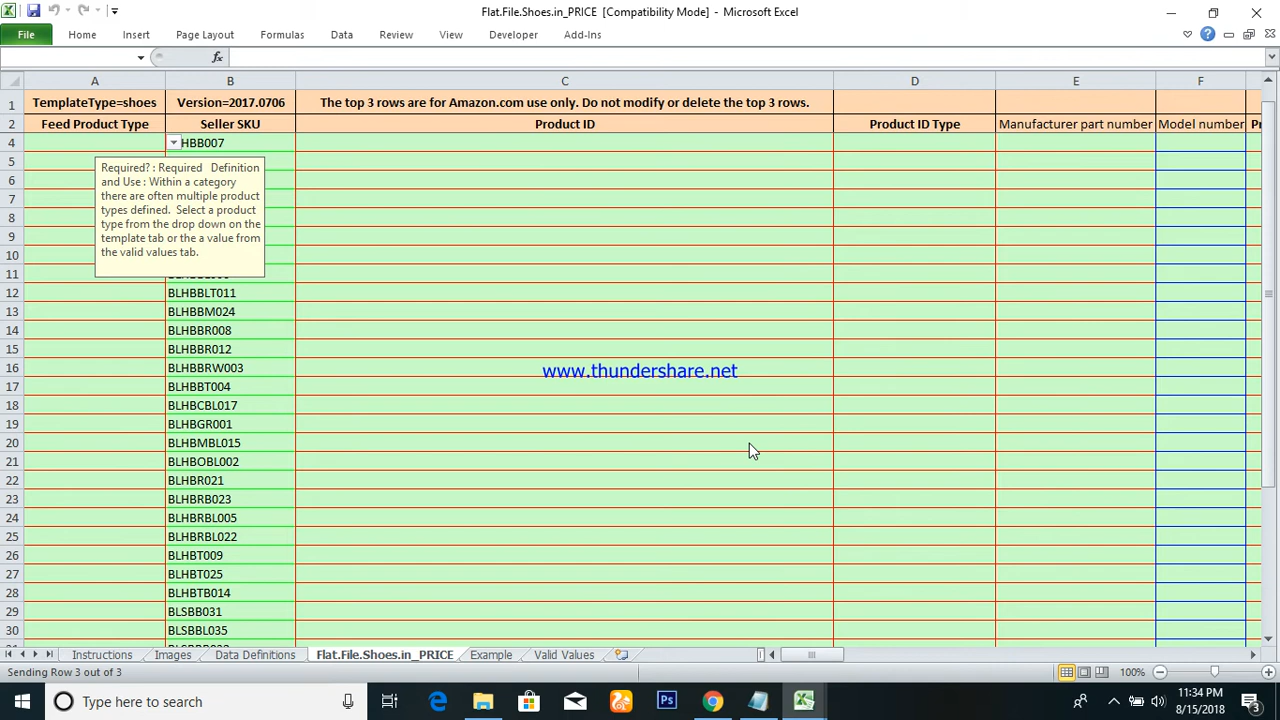 Flat.File.Shoes.in_PRICE [Compatibility Mode] - Microsoft Excel
File Home Insert Page Layout Formulas Data Review View Developer Add-Ins
fx
A B C D E F
1 TemplateType=shoes Version=2017.0706 The top 3 rows are for Amazon.com use only. Do not modify or delete the top 3 rows.
2 Feed Product Type Seller SKU Product ID Product ID Type Manufacturer part number Model number
4 HBB007
Required? : Required Definition
and Use : Within a category
there are often multiple product
types defined. Select a product
type from the drop down on the
template tab or the a value from
the valid values tab.
5
6
7
8
9
10
11
12 BLHBBLT011
13 BLHBBM024
14 BLHBBR008
15 BLHBBR012
16 BLHBBRW003
www.thundershare.net
17 BLHBBT004
18 BLHBCBL017
19 BLHBGR001
20 BLHBMBL015
21 BLHBOBL002
22 BLHBR021
23 BLHBRB023
24 BLHBRBL005
25 BLHBRBL022
26 BLHBT009
27 BLHBT025
28 BLHBTB014
29 BLSBB031
30 BLSBBL035
Instructions Images Data Definitions Flat.File.Shoes.in_PRICE Example Valid Values
Sending Row 3 out of 3 100%
Type here to search
11:34 PM
8/15/2018
3